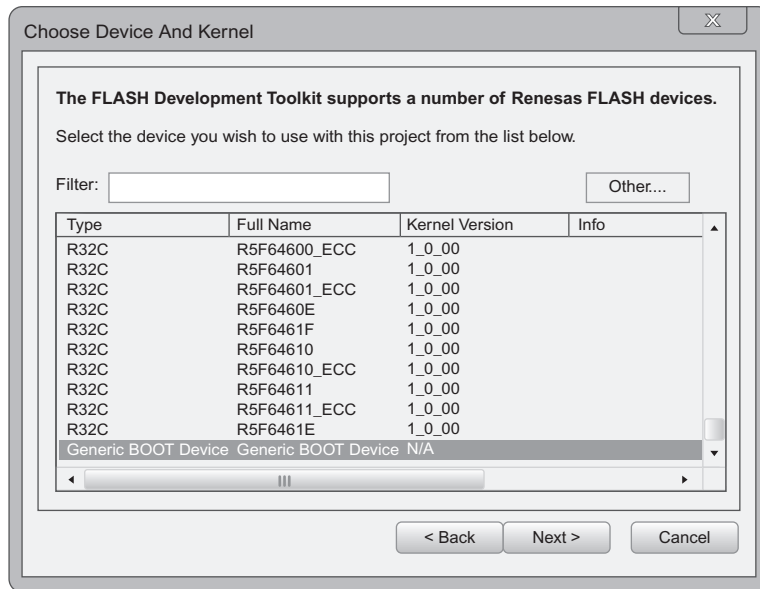 Choose Device And Kernel
X
The FLASH Development Toolkit supports a number of Renesas FLASH devices.
Select the device you wish to use with this project from the list below.
Filter: Other....
Type Full Name Kernel Version Info
R32C R5F64600_ECC 1_0_00
R32C R5F64601 1_0_00
R32C R5F64601_ECC 1_0_00
R32C R5F6460E 1_0_00
R32C R5F6461F 1_0_00
R32C R5F64610 1_0_00
R32C R5F64610_ECC 1_0_00
R32C R5F64611 1_0_00
R32C R5F64611_ECC 1_0_00
R32C R5F6461E 1_0_00
Generic BOOT Device Generic BOOT Device N/A
< Back Next > Cancel